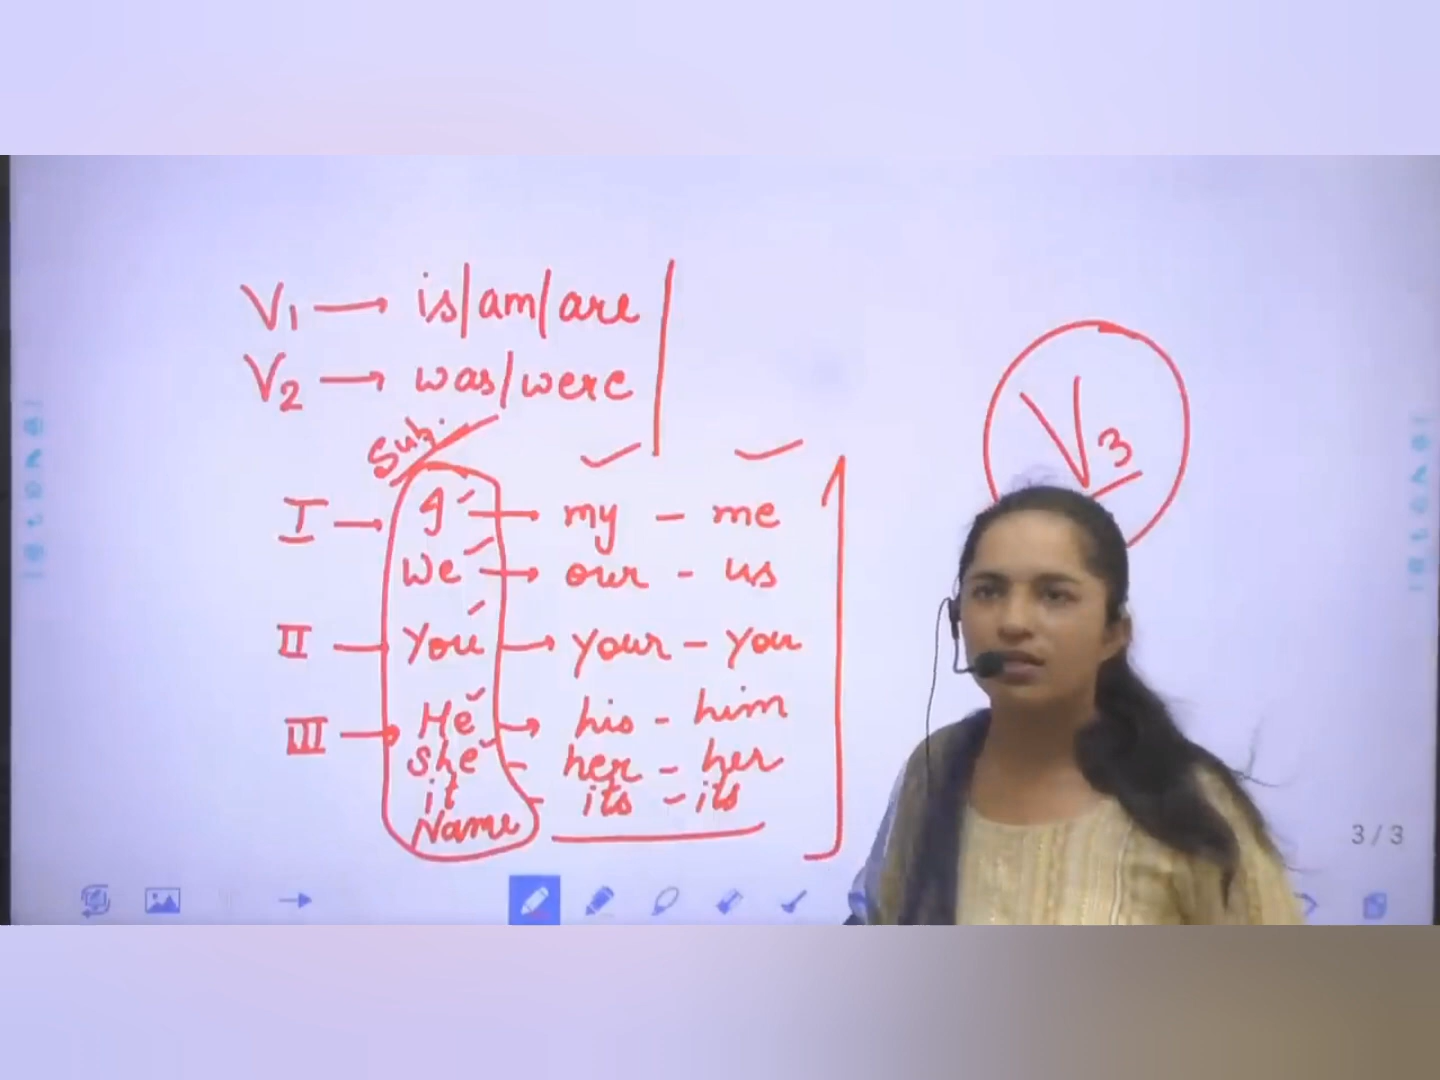 V1 → is/am/are
V2 → was/were
Sub.
I → I → my - me
We → our - us
II → You → your - you
III → He → his - him
she - her - her
it - its - its
Name
V3
3/3